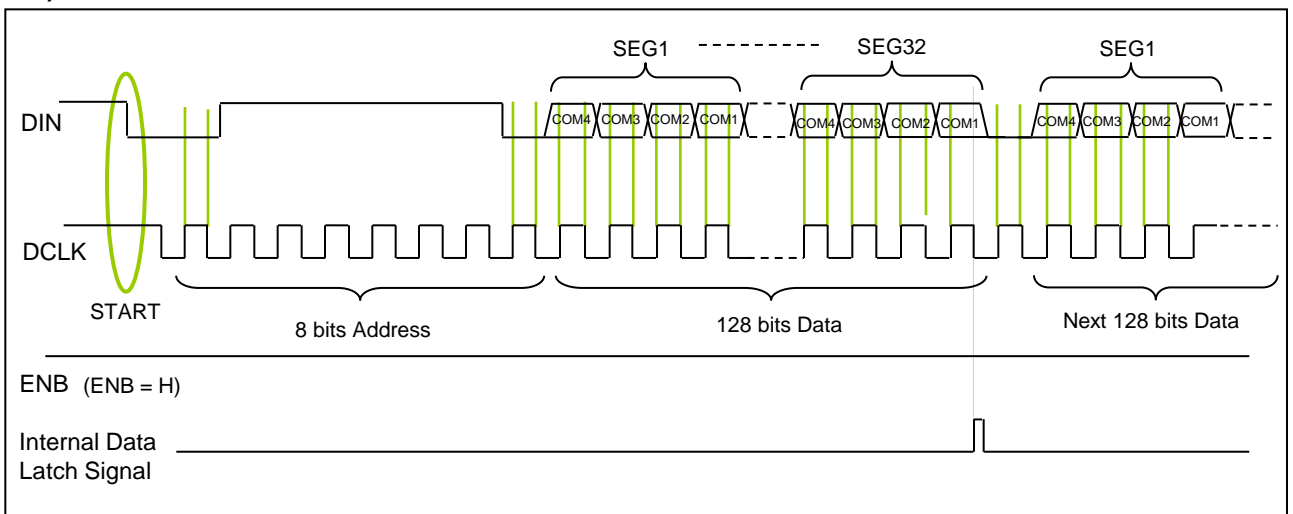 SEG1 SEG32 SEG1
DIN COM4 COM3 COM2 COM1 COM4 COM3 COM2 COM1 COM4 COM3 COM2 COM1
DCLK
START
8 bits Address 128 bits Data Next 128 bits Data
ENB (ENB = H)
Internal Data
Latch Signal